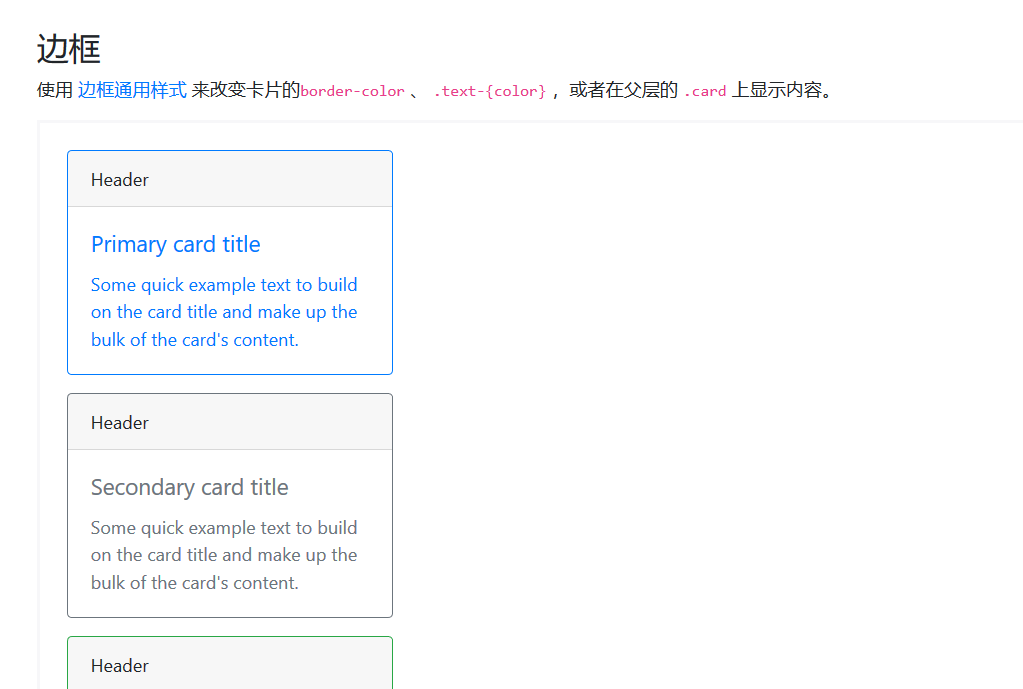 边框
使用 边框通用样式 来改变卡片的border-color 、 .text-{color} ，或者在父层的 .card 上显示内容。
Header
Primary card title
Some quick example text to build
on the card title and make up the
bulk of the card's content.
Header
Secondary card title
Some quick example text to build
on the card title and make up the
bulk of the card's content.
Header